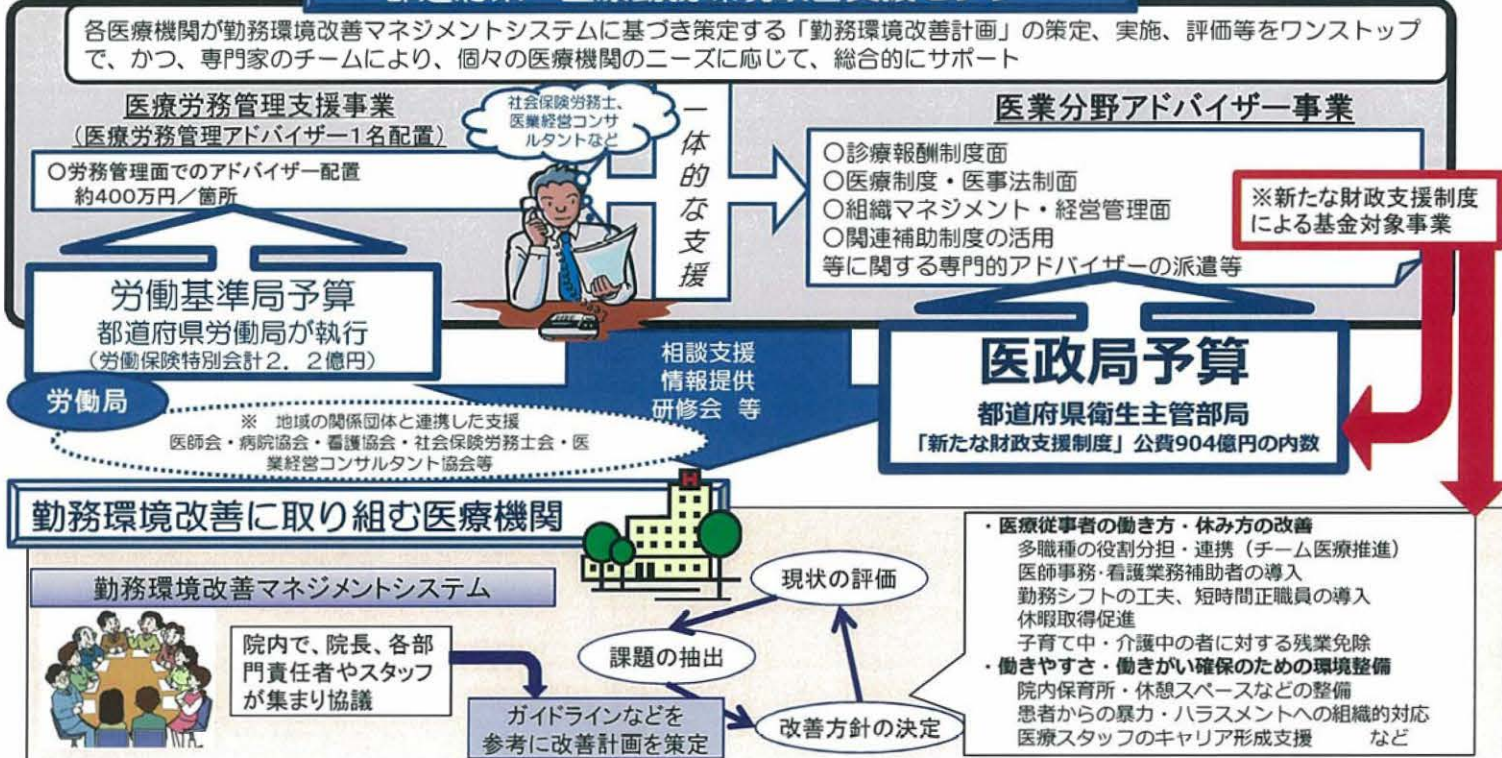 各医療機関が勤務環境改善マネジメントシステムに基づき策定する「勤務環境改善計画」の策定、実施、評価等をワンストップ
で、かつ、専門家のチームにより、個々の医療機関のニーズに応じて、総合的にサポート
医療労務管理支援事業
(医療労務管理アドバイザー1名配置)
○労務管理面でのアドバイザー配置
約400万円/箇所
社会保険労務士、
医業経営コンサ
ルタントなど
一体的な支援
医業分野アドバイザー事業
○診療報酬制度面
○医療制度・医事法制面
○組織マネジメント・経営管理面
○関連補助制度の活用
等に関する専門的アドバイザーの派遣等
※新たな財政支援制度
による基金対象事業
労働基準局予算
都道府県労働局が執行
(労働保険特別会計2.2億円)
労働局
相談支援
情報提供
研修会 等
医政局予算
都道府県衛生主管部局
「新たな財政支援制度」公費904億円の内数
※ 地域の関係団体と連携した支援
医師会・病院協会・看護協会・社会保険労務士会・医
業経営コンサルタント協会等
勤務環境改善に取り組む医療機関
H
勤務環境改善マネジメントシステム
院内で、院長、各部
門責任者やスタッフ
が集まり協議
ガイドラインなどを
参考に改善計画を策定
現状の評価
課題の抽出
改善方針の決定
・医療従事者の働き方・休み方の改善
多職種の役割分担・連携(チーム医療推進)
医師事務・看護業務補助者の導入
勤務シフトの工夫、短時間正職員の導入
休暇取得促進
子育て中・介護中の者に対する残業免除
・働きやすさ・働きがい確保のための環境整備
院内保育所・休憩スペースなどの整備
患者からの暴力・ハラスメントへの組織的対応
医療スタッフのキャリア形成支援 など